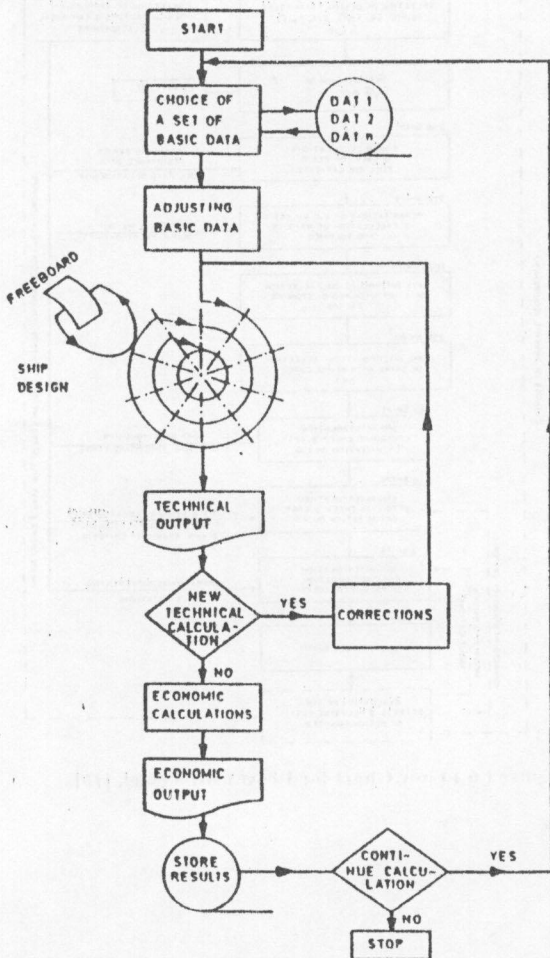 START
CHOICE OF
A SET OF
BASIC DATA
DAT 1
DAT 2
DAT n
ADJUSTING
BASIC DATA
FREEBOARD
SHIP
DESIGN
TECHNICAL
OUTPUT
NEW
TECHNICAL
CALCULA-
TION
YES
CORRECTIONS
NO
ECONOMIC
CALCULATIONS
ECONOMIC
OUTPUT
STORE
RESULTS
CONTI-
NUE CALCU-
LATION
YES
NO
STOP